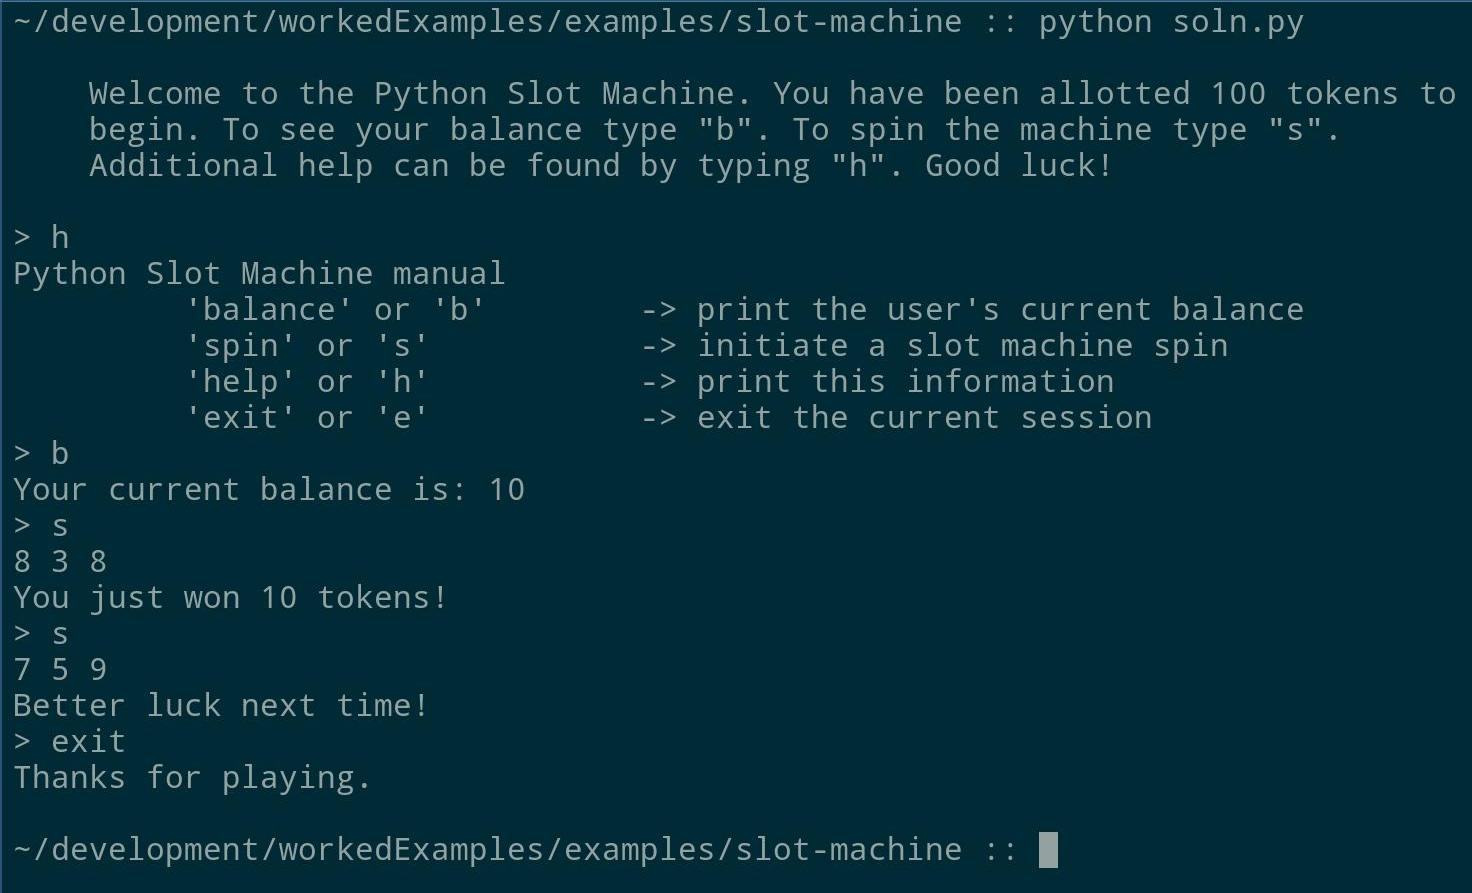 ~/development/workedExamples/examples/slot-machine :: python soln.py
Welcome to the Python Slot Machine. You have been allotted 100 tokens to
begin. To see your balance type "b". To spin the machine type "s".
Additional help can be found by typing "h". Good luck!
> h
Python Slot Machine manual
'balance' or 'b' -> print the user's current balance
'spin' or 's' -> initiate a slot machine spin
'help' or 'h' -> print this information
'exit' or 'e' -> exit the current session
> b
Your current balance is: 10
> s
8 3 8
You just won 10 tokens!
> s
7 5 9
Better luck next time!
> exit
Thanks for playing.
~/development/workedExamples/examples/slot-machine ::